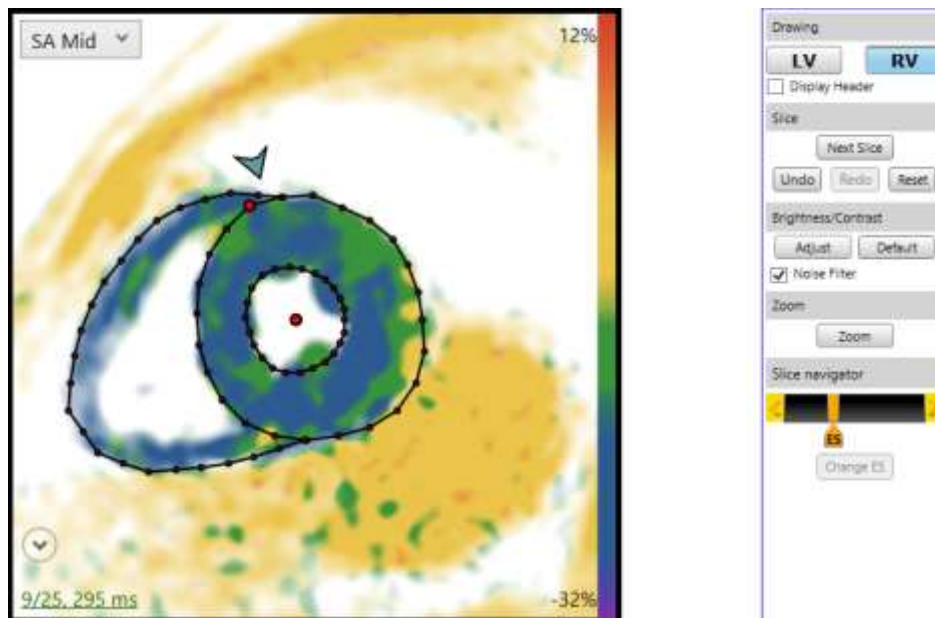 SA Mid
12%
9/25, 295 ms
-32%
Drawing
LV RV
Display Header
Slice
Next Slice
Undo Redo Reset
Brightness/Contrast
Adjust Default
Noise Filter
Zoom
Zoom
Slice navigator
ES
Change ES